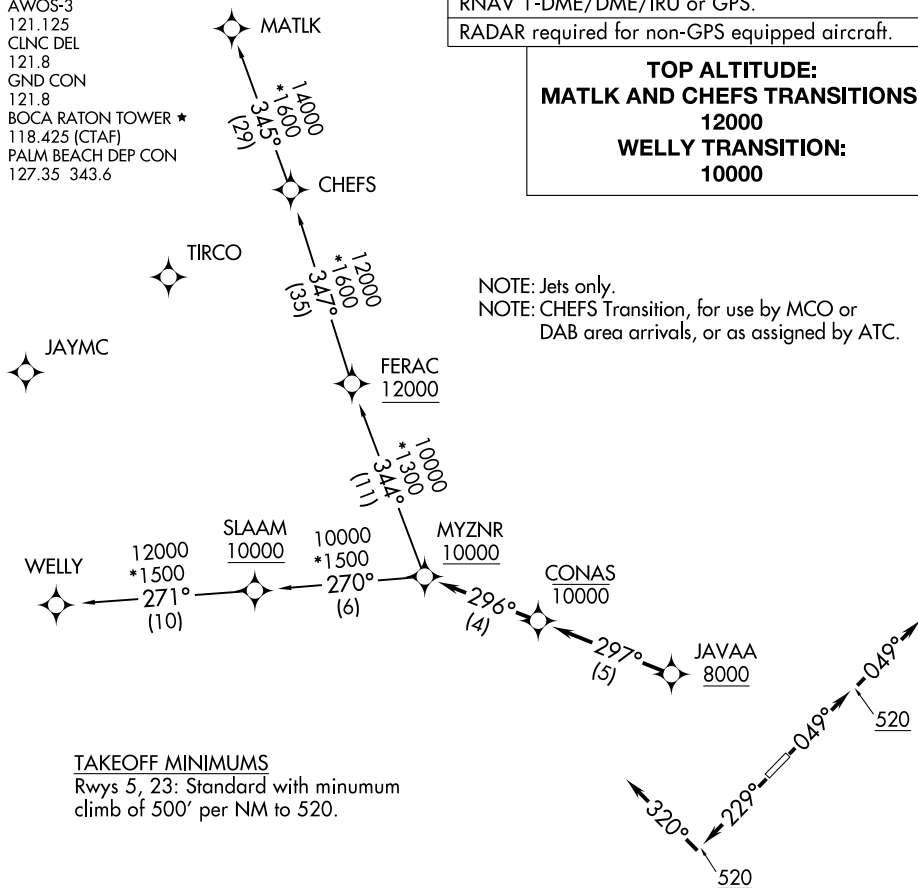 AWOS-3
121.125
CLNC DEL
121.8
GND CON
121.8
BOCA RATON TOWER ★
118.425 (CTAF)
PALM BEACH DEP CON
127.35 343.6
RNAV 1-DME/DME/IRU or GPS.
RADAR required for non-GPS equipped aircraft.
TOP ALTITUDE:
MATLK AND CHEFS TRANSITIONS
12000
WELLY TRANSITION:
10000
MATLK
14000
*1600
345°
(29)
CHEFS
TIRCO
12000
*1600
347°
(35)
NOTE: Jets only.
NOTE: CHEFS Transition, for use by MCO or
DAB area arrivals, or as assigned by ATC.
JAYMC
FERAC
12000
10000
*1300
344°
(11)
WELLY
12000
*1500
271°
(10)
SLAAM
10000
10000
*1500
270°
(6)
MYZNR
10000
296°
(4)
CONAS
10000
297°
(5)
JAVAA
8000
049°
520
049°
229°
320°
520
TAKEOFF MINIMUMS
Rwys 5, 23: Standard with minumum
climb of 500' per NM to 520.